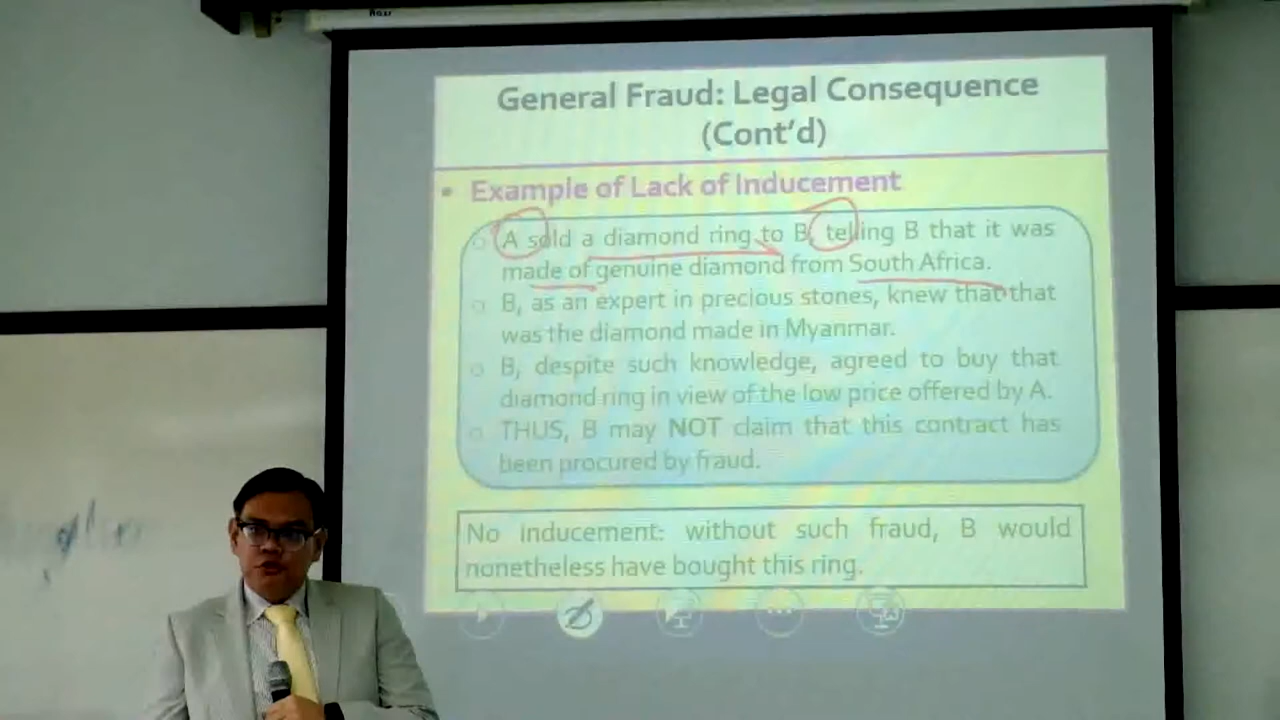 General Fraud: Legal Consequence
(Cont'd)
• Example of Lack of Inducement
○ A sold a diamond ring to B, telling B that it was
made of genuine diamond from South Africa.
○ B, as an expert in precious stones, knew that that
was the diamond made in Myanmar.
○ B, despite such knowledge, agreed to buy that
diamond ring in view of the low price offered by A.
○ THUS, B may NOT claim that this contract has
been procured by fraud.
No inducement: without such fraud, B would
nonetheless have bought this ring.